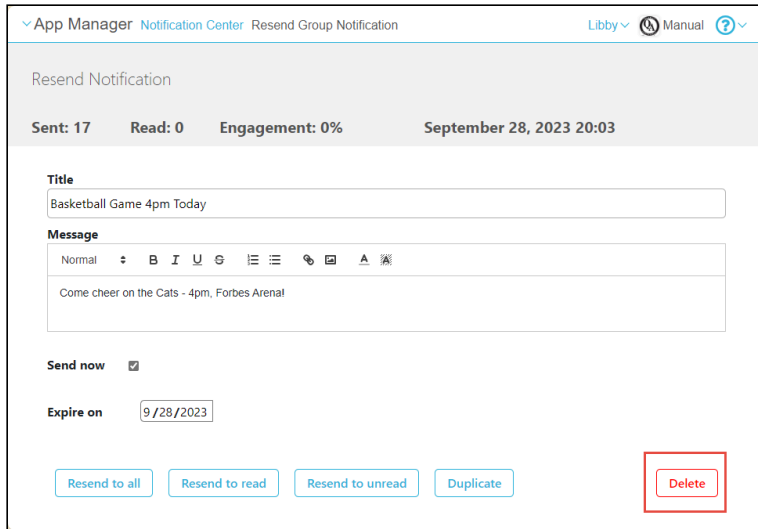 App Manager Notification Center Resend Group Notification Libby QA Manual ?
Resend Notification
Sent: 17 Read: 0 Engagement: 0% September 28, 2023 20:03
Title
Basketball Game 4pm Today
Message
Normal B I U S A A
Come cheer on the Cats - 4pm, Forbes Arena!
Send now
Expire on 9/28/2023
Resend to all Resend to read Resend to unread Duplicate Delete